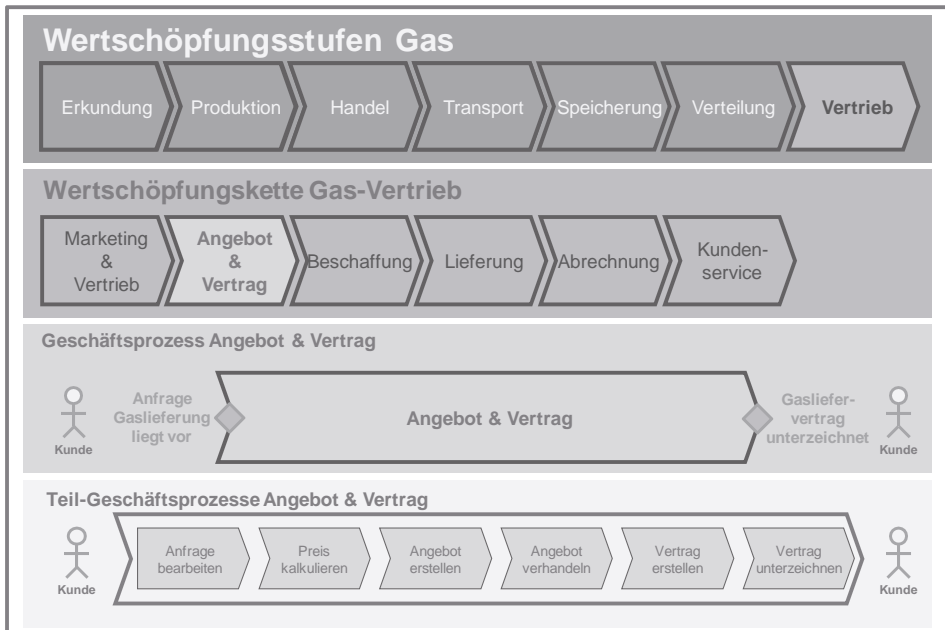 Wertschöpfungsstufen Gas
Erkundung
Produktion
Handel
Transport
Speicherung
Verteilung
Vertrieb
Wertschöpfungskette Gas-Vertrieb
Marketing
&
Vertrieb
Angebot
&
Vertrag
Beschaffung
Lieferung
Abrechnung
Kunden-
service
Geschäftsprozess Angebot & Vertrag
Kunde
Anfrage
Gaslieferung
liegt vor
Angebot & Vertrag
Gasliefer-
vertrag
unterzeichnet
Kunde
Teil-Geschäftsprozesse Angebot & Vertrag
Kunde
Anfrage
bearbeiten
Preis
kalkulieren
Angebot
erstellen
Angebot
verhandeln
Vertrag
erstellen
Vertrag
unterzeichnen
Kunde